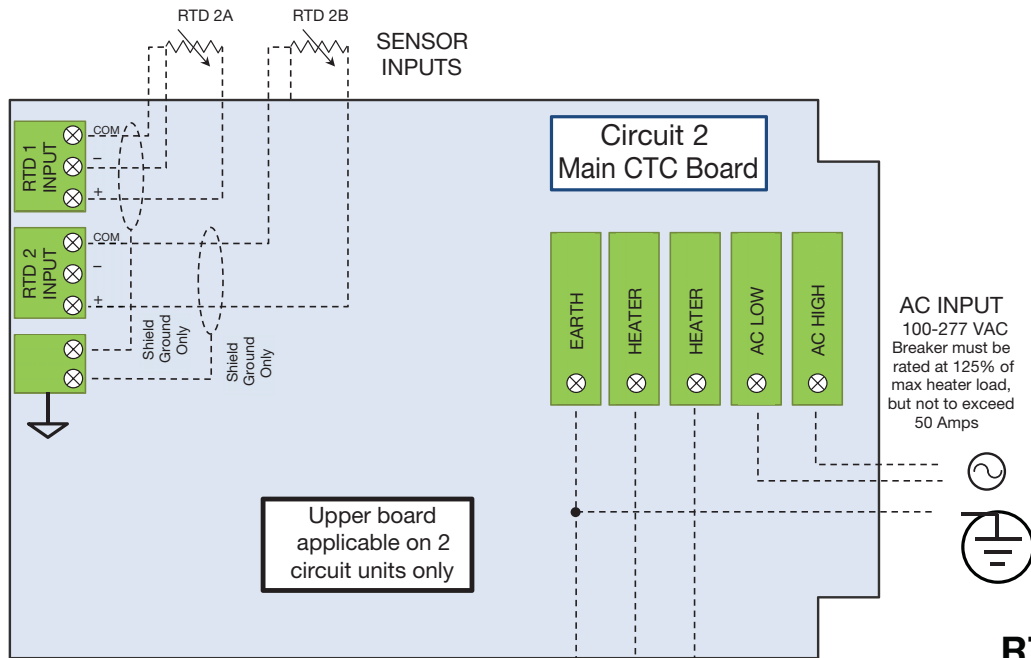 RTD 2A
RTD 2B
SENSOR
INPUTS
RTD 1
INPUT
COM
–
+
Circuit 2
Main CTC Board
RTD 2
INPUT
COM
–
+
Shield
Ground
Only
Shield
Ground
Only
EARTH
HEATER
HEATER
AC LOW
AC HIGH
AC INPUT
100-277 VAC
Breaker must be
rated at 125% of
max heater load,
but not to exceed
50 Amps
Upper board
applicable on 2
circuit units only